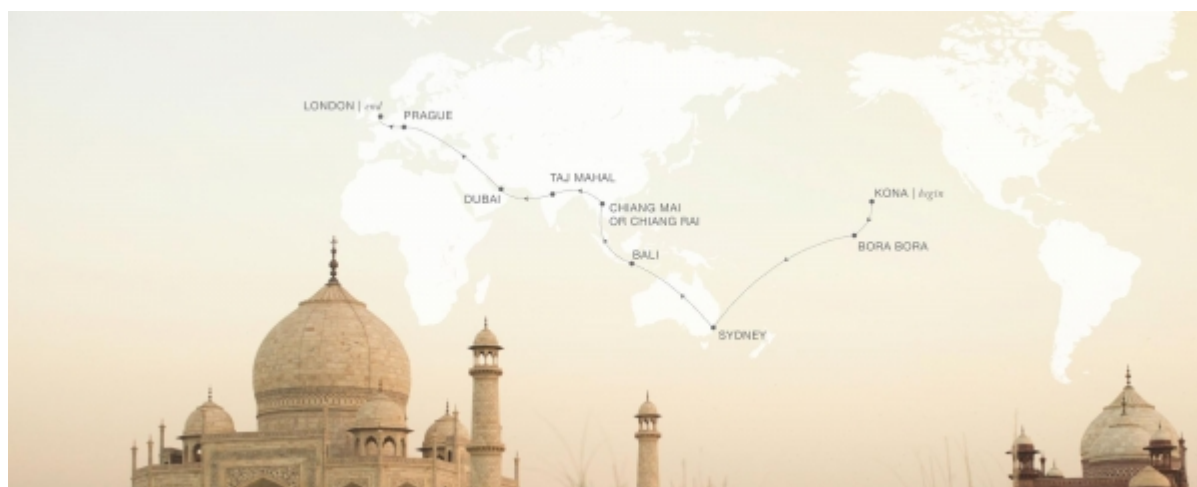 LONDON | end
PRAGUE
DUBAI
TAJ MAHAL
CHIANG MAI
OR CHIANG RAI
BALI
SYDNEY
BORA BORA
KONA | begin